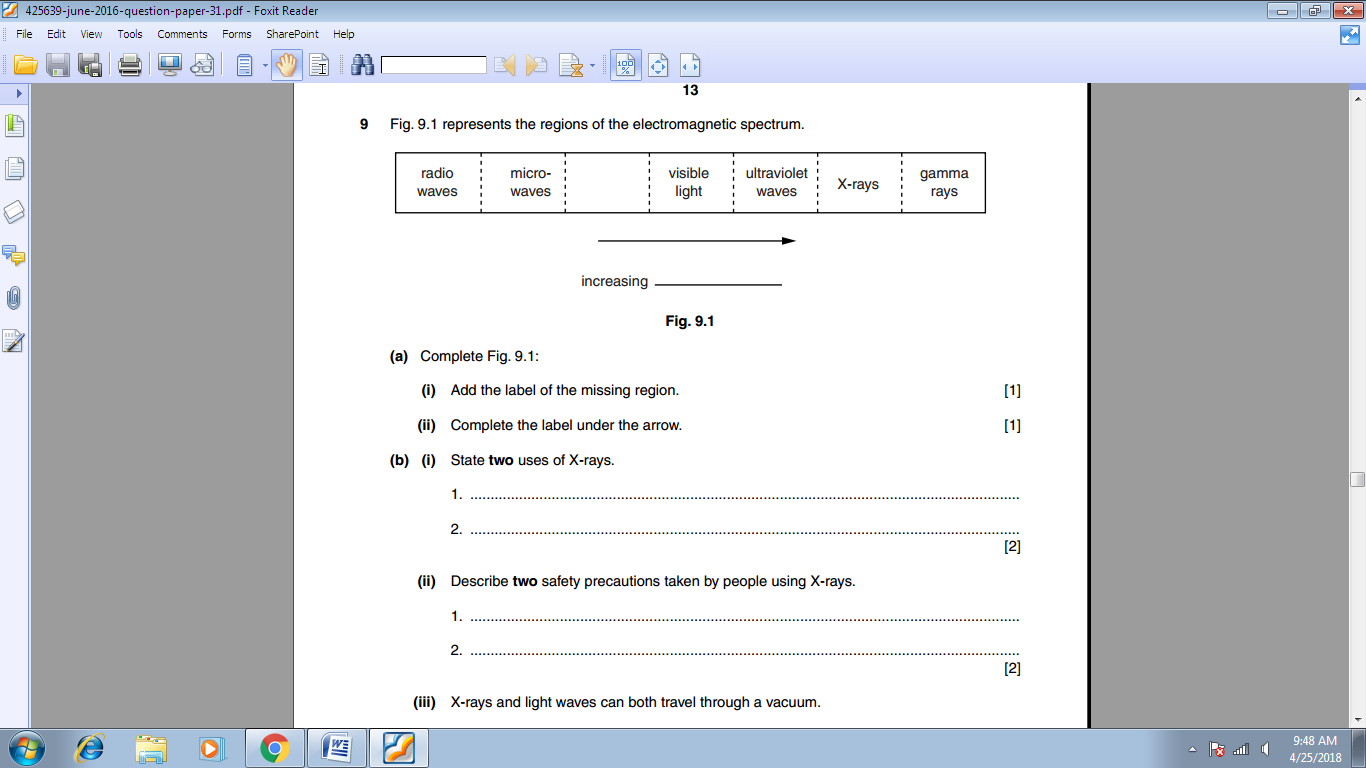 425639-june-2016-question-paper-31.pdf - Foxit Reader
File Edit View Tools Comments Forms SharePoint Help
13
9 Fig. 9.1 represents the regions of the electromagnetic spectrum.
radio waves micro- waves visible light ultraviolet waves X-rays gamma rays
increasing ____________
Fig. 9.1
(a) Complete Fig. 9.1:
(i) Add the label of the missing region. [1]
(ii) Complete the label under the arrow. [1]
(b) (i) State two uses of X-rays.
1. ....................................................................................................
2. ....................................................................................................
[2]
(ii) Describe two safety precautions taken by people using X-rays.
1. ....................................................................................................
2. ....................................................................................................
[2]
(iii) X-rays and light waves can both travel through a vacuum.
9:48 AM
4/25/2018